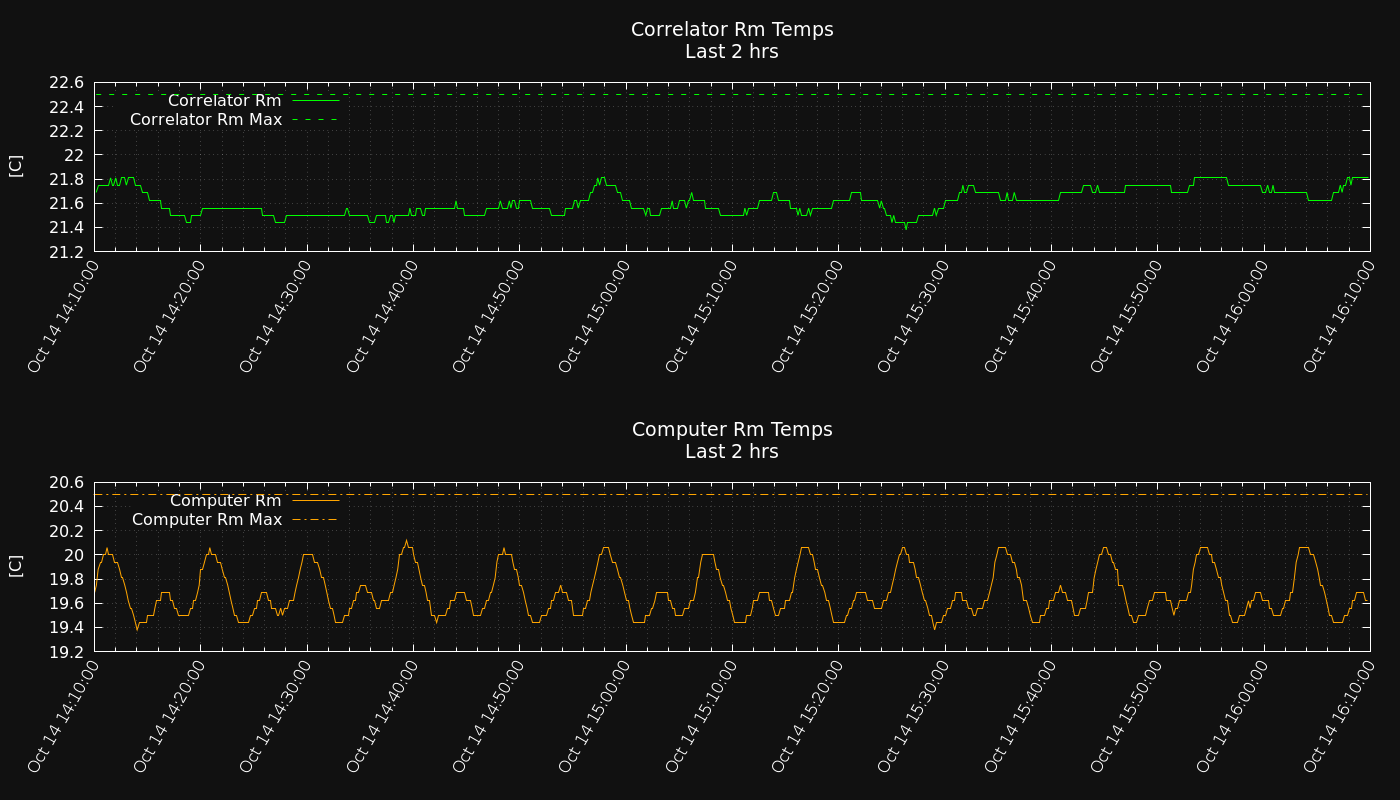 Correlator Rm Temps
Last 2 hrs
22.6
22.4
22.2
22
21.8
21.6
21.4
21.2
[C]
Correlator Rm
Correlator Rm Max
Oct 14 14:10:00
Oct 14 14:20:00
Oct 14 14:30:00
Oct 14 14:40:00
Oct 14 14:50:00
Oct 14 15:00:00
Oct 14 15:10:00
Oct 14 15:20:00
Oct 14 15:30:00
Oct 14 15:40:00
Oct 14 15:50:00
Oct 14 16:00:00
Oct 14 16:10:00
Computer Rm Temps
Last 2 hrs
20.6
20.4
20.2
20
19.8
19.6
19.4
19.2
[C]
Computer Rm
Computer Rm Max
Oct 14 14:10:00
Oct 14 14:20:00
Oct 14 14:30:00
Oct 14 14:40:00
Oct 14 14:50:00
Oct 14 15:00:00
Oct 14 15:10:00
Oct 14 15:20:00
Oct 14 15:30:00
Oct 14 15:40:00
Oct 14 15:50:00
Oct 14 16:00:00
Oct 14 16:10:00